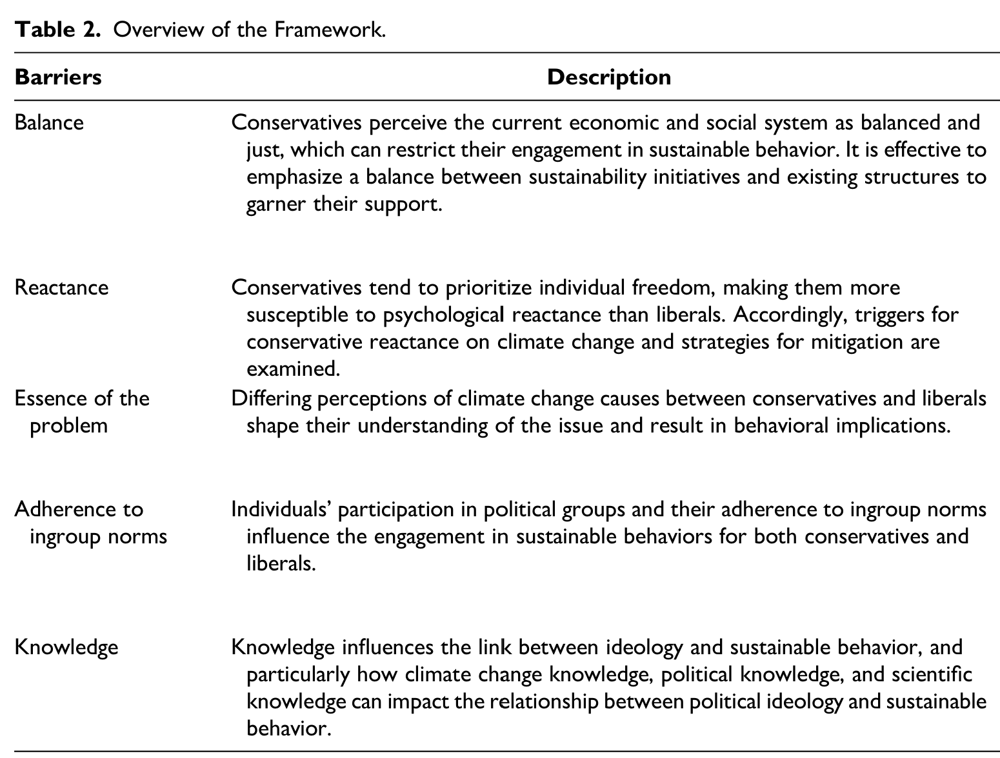 Table 2. Overview of the Framework.
Barriers Description
Balance Conservatives perceive the current economic and social system as balanced and
just, which can restrict their engagement in sustainable behavior. It is effective to
emphasize a balance between sustainability initiatives and existing structures to
garner their support.
Reactance Conservatives tend to prioritize individual freedom, making them more
susceptible to psychological reactance than liberals. Accordingly, triggers for
conservative reactance on climate change and strategies for mitigation are
examined.
Essence of the Differing perceptions of climate change causes between conservatives and liberals
problem shape their understanding of the issue and result in behavioral implications.
Adherence to Individuals’ participation in political groups and their adherence to ingroup norms
ingroup norms influence the engagement in sustainable behaviors for both conservatives and
liberals.
Knowledge Knowledge influences the link between ideology and sustainable behavior, and
particularly how climate change knowledge, political knowledge, and scientific
knowledge can impact the relationship between political ideology and sustainable
behavior.